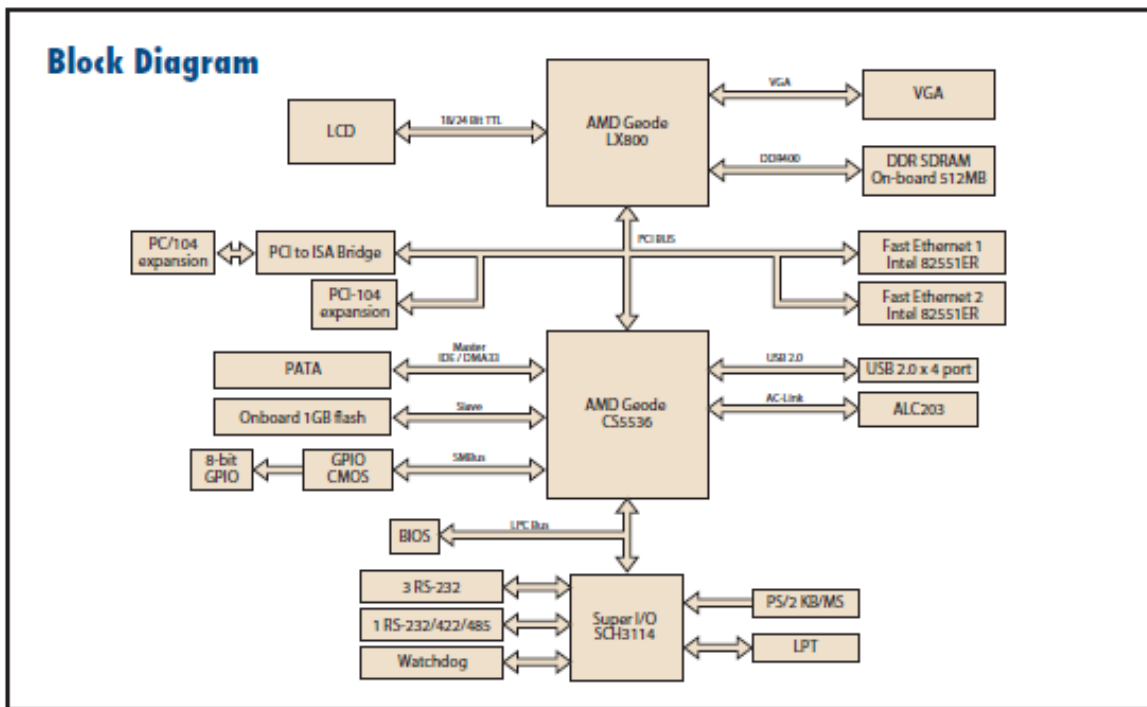 Block Diagram
LCD
18/24 Bit TTL
AMD Geode
LX800
VGA
VGA
DDR400
DDR SDRAM
On-board 512MB
PC/104
expansion
PCI to ISA Bridge
PCI BUS
Fast Ethernet 1
Intel 82551ER
PCI-104
expansion
Fast Ethernet 2
Intel 82551ER
PATA
Master
IDE / DMA33
AMD Geode
CS5536
USB 2.0
USB 2.0 x 4 port
Onboard 1GB flash
Slave
AC-Link
ALC203
8-bit
GPIO
GPIO
CMOS
SMBus
BIOS
LPC Bus
3 RS-232
1 RS-232/422/485
Watchdog
Super I/O
SCH3114
PS/2 KB/MS
LPT